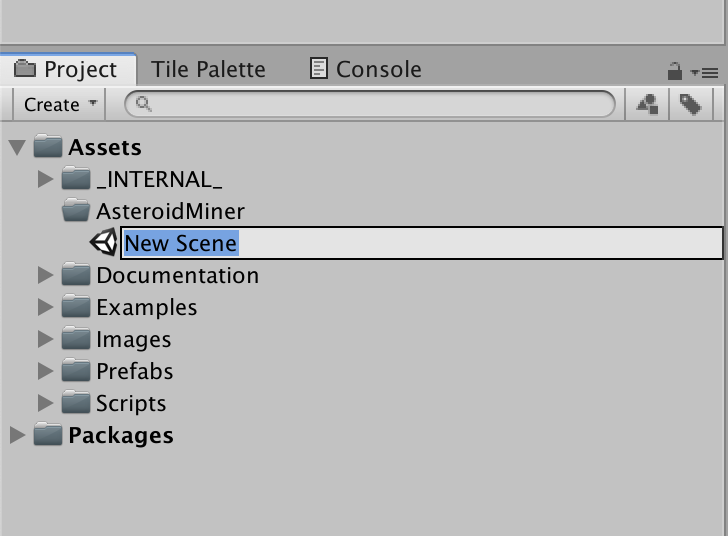 Project Tile Palette Console
Create
Assets
_INTERNAL_
AsteroidMiner
New Scene
Documentation
Examples
Images
Prefabs
Scripts
Packages